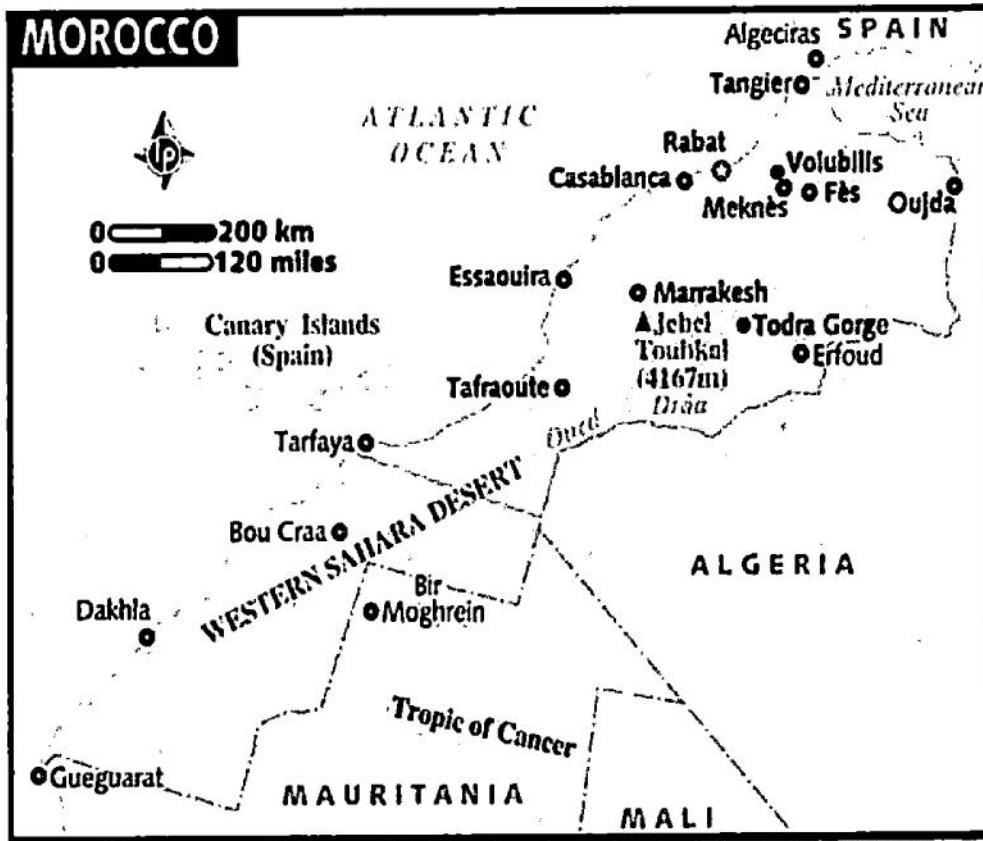 MOROCCO
Algeciras
SPAIN
Tangier
Mediterranean
Sea
ATLANTIC
OCEAN
LP
Rabat
Volubilis
Casablanca
Meknès
Fès
Oujda
0 200 km
0 120 miles
Essaouira
Marrakesh
Canary Islands
(Spain)
Jebel
Toubkal
(4167m)
Todra Gorge
Erfoud
Tafraoute
Drâa
Oued
Tarfaya
WESTERN SAHARA DESERT
Bou Craa
ALGERIA
Bir
Moghrein
Dakhla
Tropic of Cancer
Gueguarat
MAURITANIA
MALI